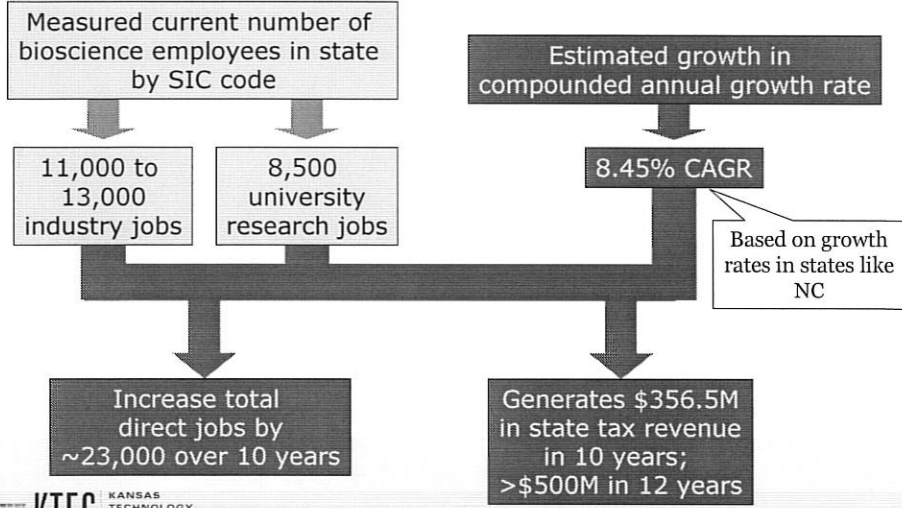 Measured current number of
bioscience employees in state
by SIC code
Estimated growth in
compounded annual growth rate
11,000 to
13,000
industry jobs
8,500
university
research jobs
8.45% CAGR
Based on growth
rates in states like
NC
Increase total
direct jobs by
~23,000 over 10 years
Generates $356.5M
in state tax revenue
in 10 years;
>$500M in 12 years
KTEC
KANSAS
TECHNOLOGY